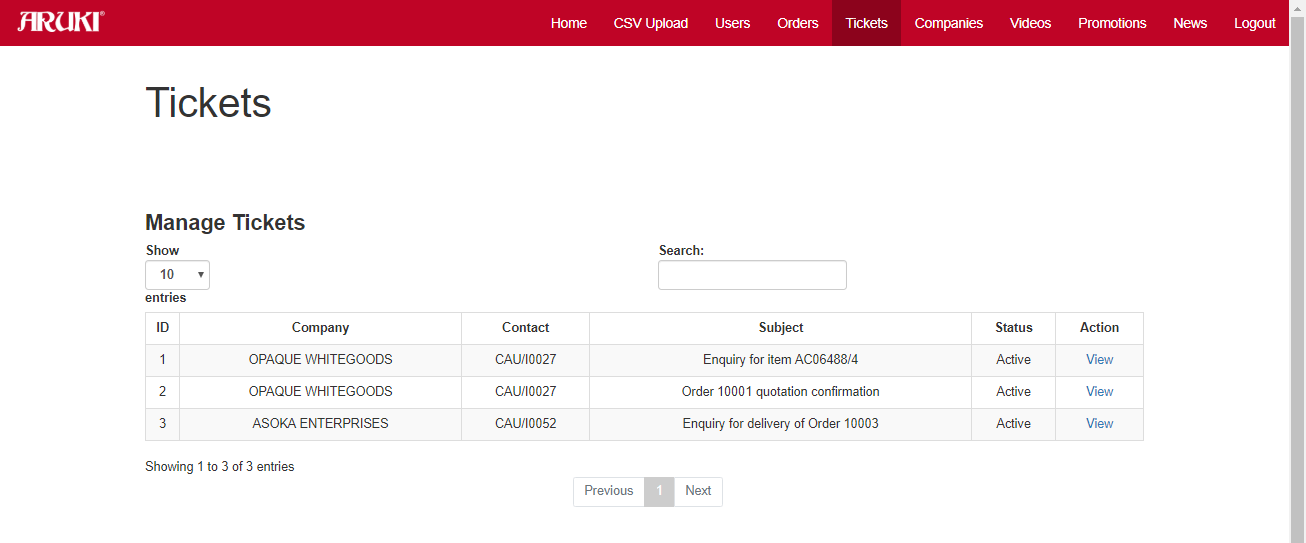 ARUKI® Home CSV Upload Users Orders Tickets Companies Videos Promotions News Logout
Tickets
Manage Tickets
Show Search:
10
entries
ID Company Contact Subject Status Action
1 OPAQUE WHITEGOODS CAU/I0027 Enquiry for item AC06488/4 Active View
2 OPAQUE WHITEGOODS CAU/I0027 Order 10001 quotation confirmation Active View
3 ASOKA ENTERPRISES CAU/I0052 Enquiry for delivery of Order 10003 Active View
Showing 1 to 3 of 3 entries
Previous 1 Next